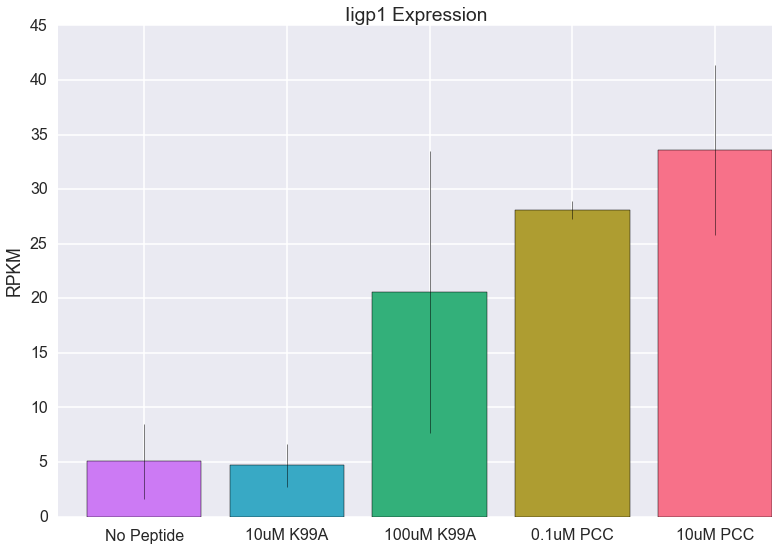 Iigp1 Expression
45
40
35
30
25
20
15
10
5
0
RPKM
No Peptide
10uM K99A
100uM K99A
0.1uM PCC
10uM PCC